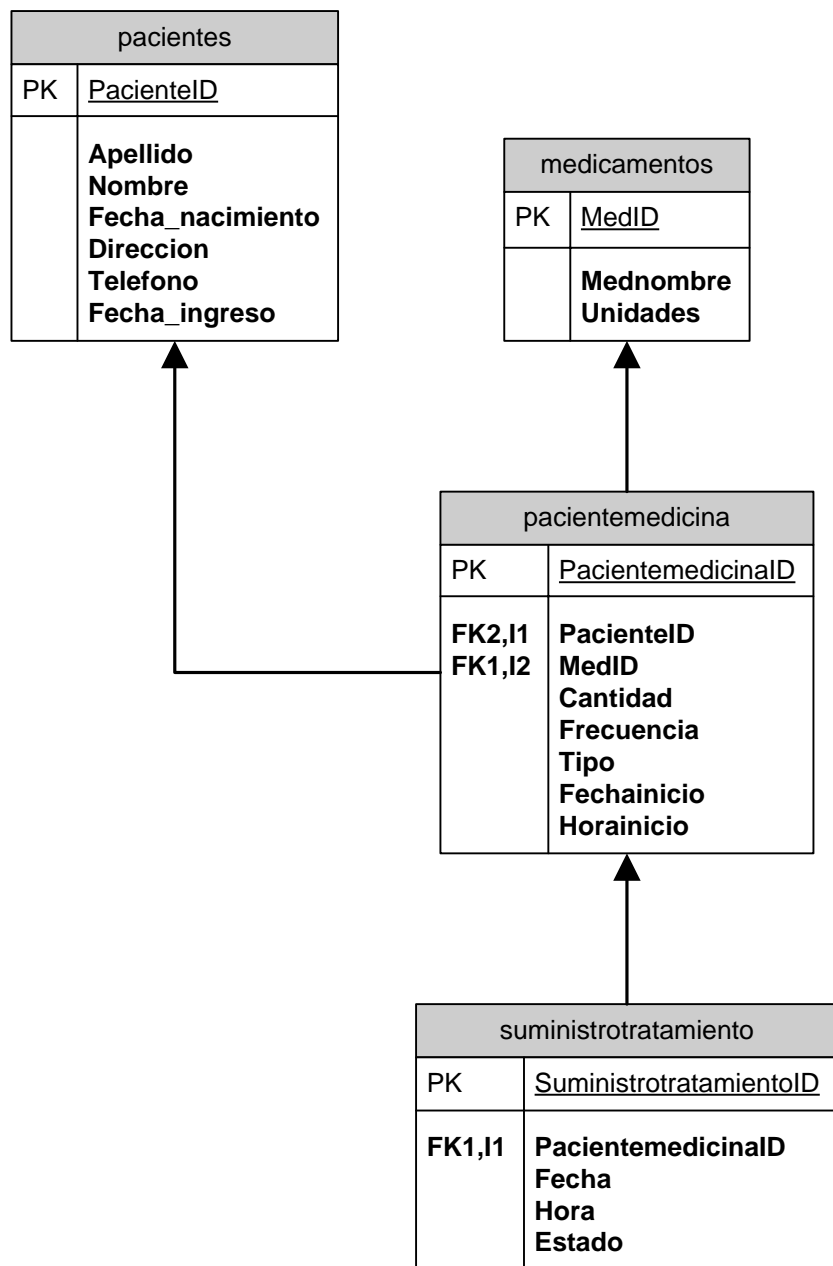 pacientes
PK PacienteID
Apellido
Nombre
Fecha_nacimiento
Direccion
Telefono
Fecha_ingreso
medicamentos
PK MedID
Mednombre
Unidades
pacientemedicina
PK PacientemedicinaID
FK2,I1 PacienteID
FK1,I2 MedID
Cantidad
Frecuencia
Tipo
Fechainicio
Horainicio
suministrotratamiento
PK SuministrotratamientoID
FK1,I1 PacientemedicinaID
Fecha
Hora
Estado